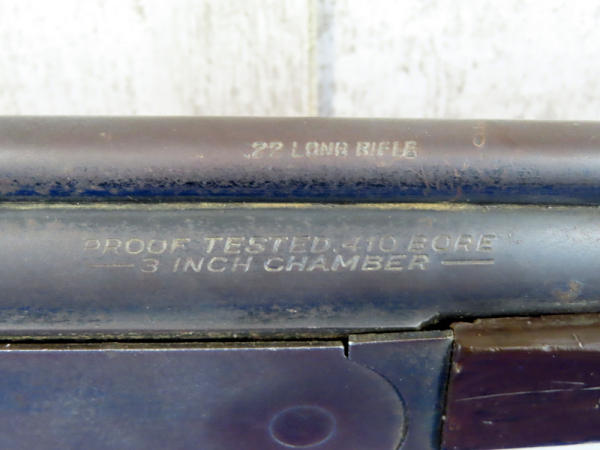 .22 LONG RIFLE
PROOF TESTED .410 BORE
— 3 INCH CHAMBER —